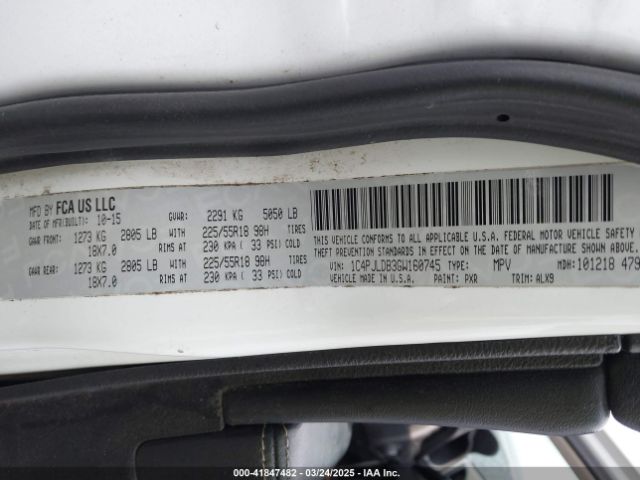 MFD BY FCA US LLC
DATE OF MFR(BUILT): 10-15 GVWR: 2291 KG 5050 LB
GAWR FRONT: 1273 KG 2805 LB WITH 225/55R18 98H TIRES
18X7.0 RIMS AT 230 KPA ( 33 PSI) COLD
GAWR REAR: 1273 KG 2805 LB WITH 225/55R18 98H TIRES
18X7.0 RIMS AT 230 KPA ( 33 PSI) COLD
THIS VEHICLE CONFORMS TO ALL APPLICABLE U.S.A. FEDERAL MOTOR VEHICLE SAFETY
THEFT PREVENTION STANDARDS IN EFFECT ON THE DATE OF MANUFACTURE SHOWN
VIN: 1C4PJLDB3GW160745 TYPE: MPV MDH: 101218 479
VEHICLE MADE IN U.S.A. PAINT: PXR TRIM: ALX9
000-41847482 - 03/24/2025 - IAA Inc.